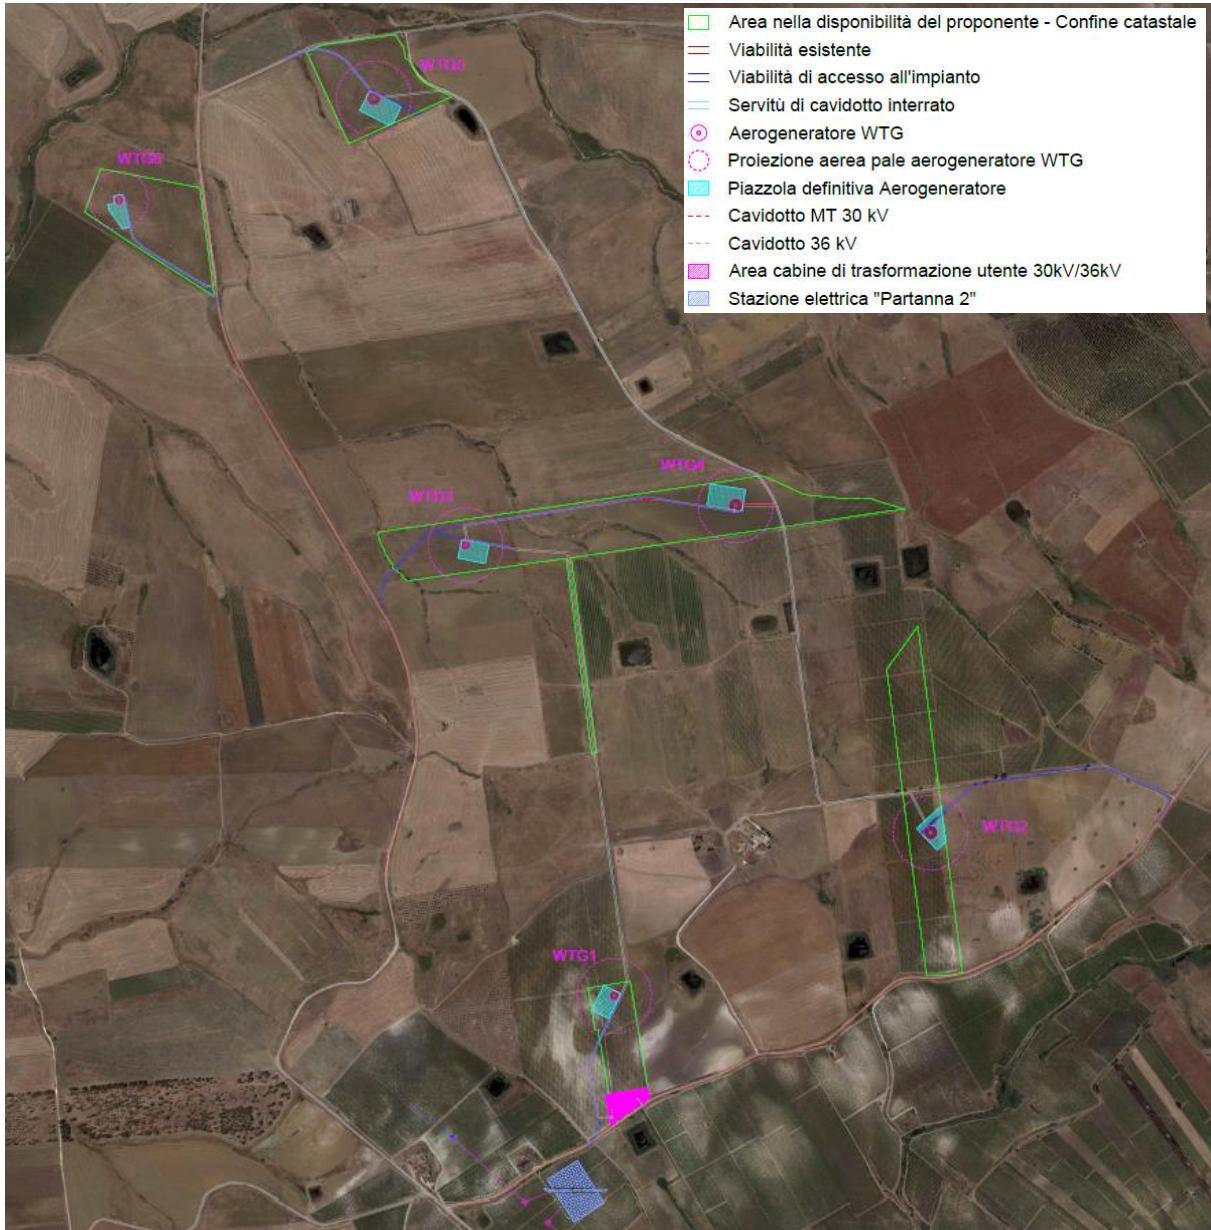 Area nella disponibilità del proponente - Confine catastale
Viabilità esistente
Viabilità di accesso all'impianto
Servitù di cavidotto interrato
Aerogeneratore WTG
Proiezione aerea pale aerogeneratore WTG
Piazzola definitiva Aerogeneratore
Cavidotto MT 30 kV
Cavidotto 36 kV
Area cabine di trasformazione utente 30kV/36kV
Stazione elettrica "Partanna 2"
WTG5
WTG6
WTG4
WTG3
WTG2
WTG1